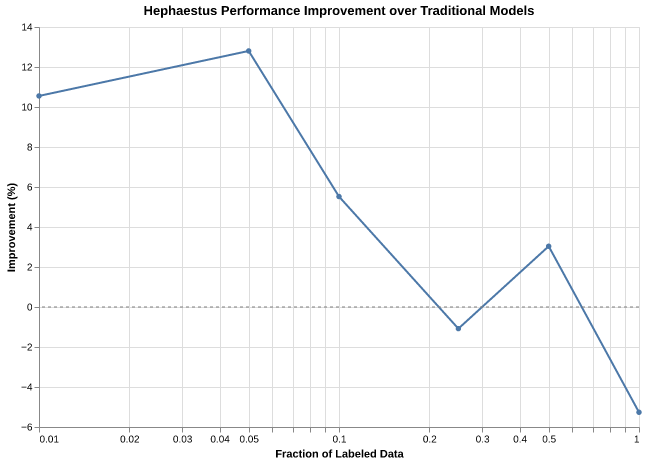 Hephaestus Performance Improvement over Traditional Models
14
12
10
8
6
4
2
0
−2
−4
−6
Improvement (%)
0.01 0.02 0.03 0.04 0.05 0.1 0.2 0.3 0.4 0.5 1
Fraction of Labeled Data